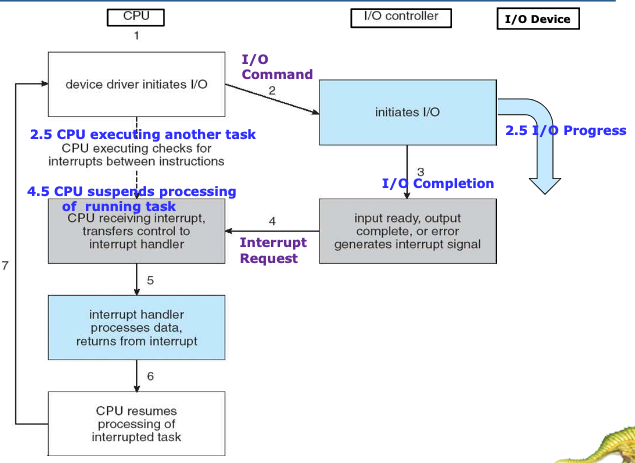 CPU
I/O controller
I/O Device
1
device driver initiates I/O
I/O
Command
2
initiates I/O
2.5 CPU executing another task
CPU executing checks for
interrupts between instructions
2.5 I/O Progress
3
I/O Completion
4.5 CPU suspends processing
of running task
CPU receiving interrupt,
transfers control to
interrupt handler
4
Interrupt
Request
input ready, output
complete, or error
generates interrupt signal
7
5
interrupt handler
processes data,
returns from interrupt
6
CPU resumes
processing of
interrupted task